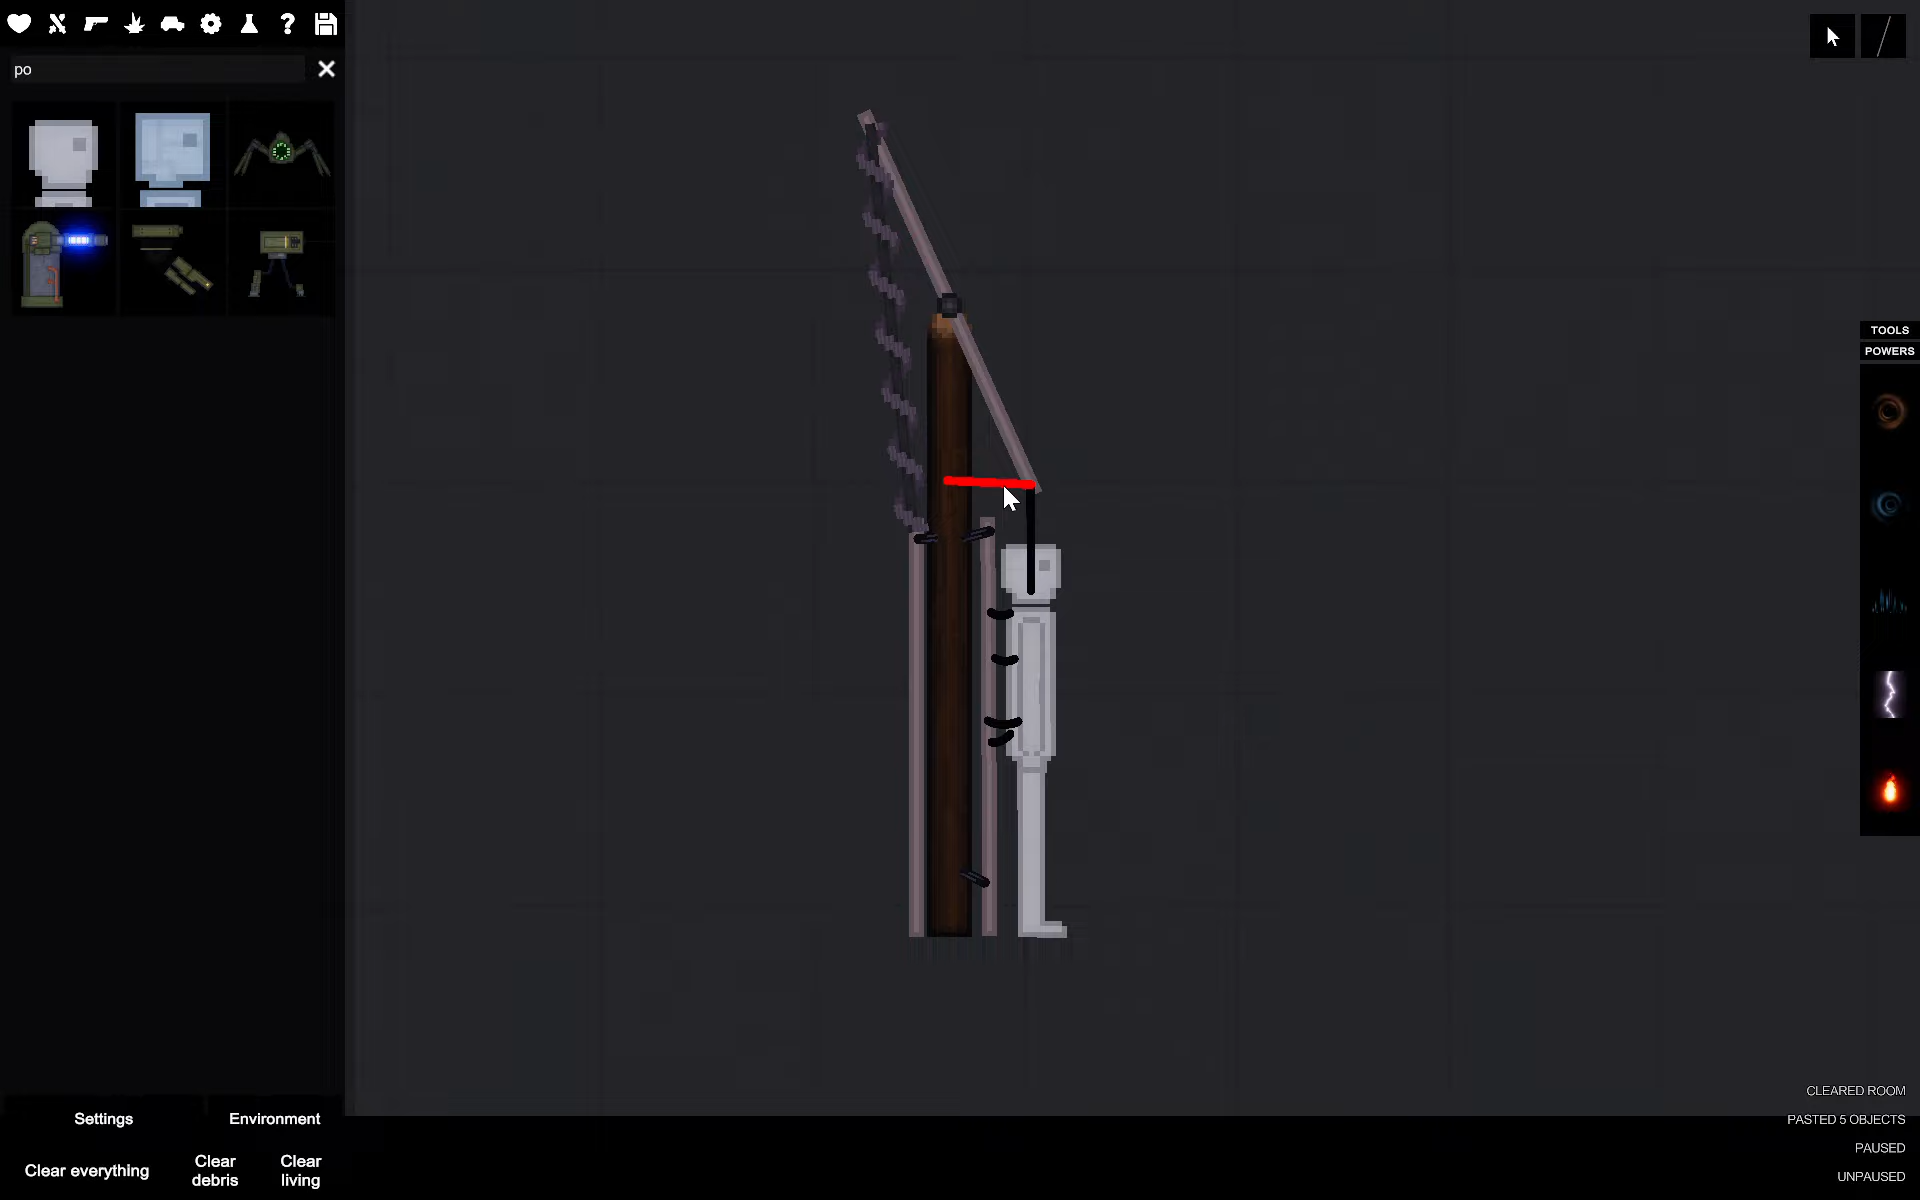 po
TOOLS
POWERS
Settings
Environment
Clear everything
Clear
debris
Clear
living
CLEARED ROOM
PASTED 5 OBJECTS
PAUSED
UNPAUSED